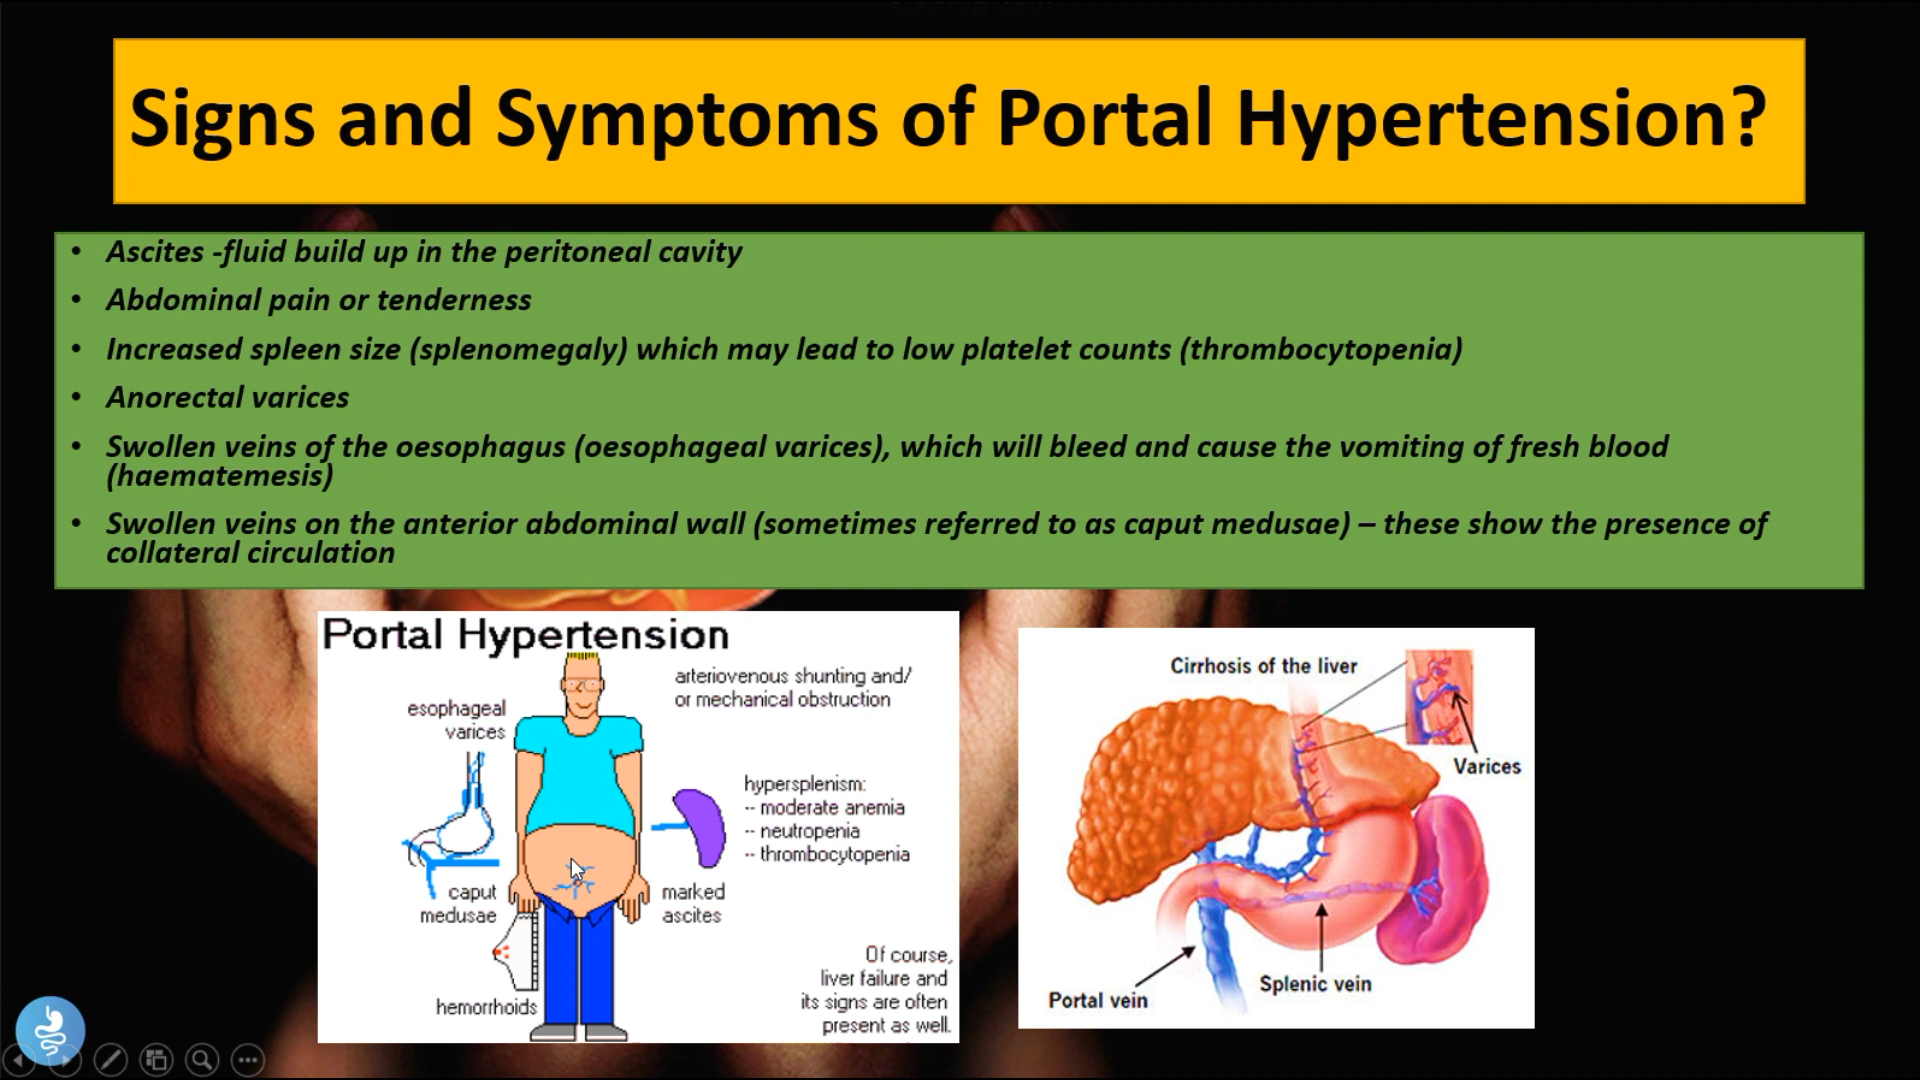 Signs and Symptoms of Portal Hypertension?
• Ascites -fluid build up in the peritoneal cavity
• Abdominal pain or tenderness
• Increased spleen size (splenomegaly) which may lead to low platelet counts (thrombocytopenia)
• Anorectal varices
• Swollen veins of the oesophagus (oesophageal varices), which will bleed and cause the vomiting of fresh blood
(haematemesis)
• Swollen veins on the anterior abdominal wall (sometimes referred to as caput medusae) – these show the presence of
collateral circulation
Portal Hypertension
arteriovenous shunting and/
or mechanical obstruction
esophageal
varices
hypersplenism:
-- moderate anemia
-- neutropenia
-- thrombocytopenia
caput
medusae
marked
ascites
hemorrhoids
Of course,
liver failure and
its signs are often
present as well.
Cirrhosis of the liver
Varices
Splenic vein
Portal vein